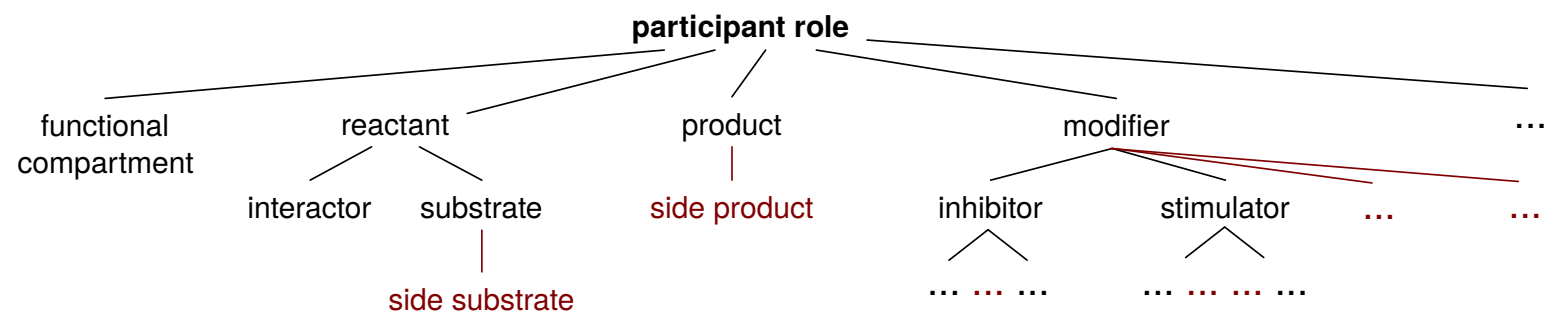 participant role
functional
compartment
reactant
product
modifier
...
interactor
substrate
side product
inhibitor
stimulator
...
...
side substrate
... ... ...
... ... ... ...